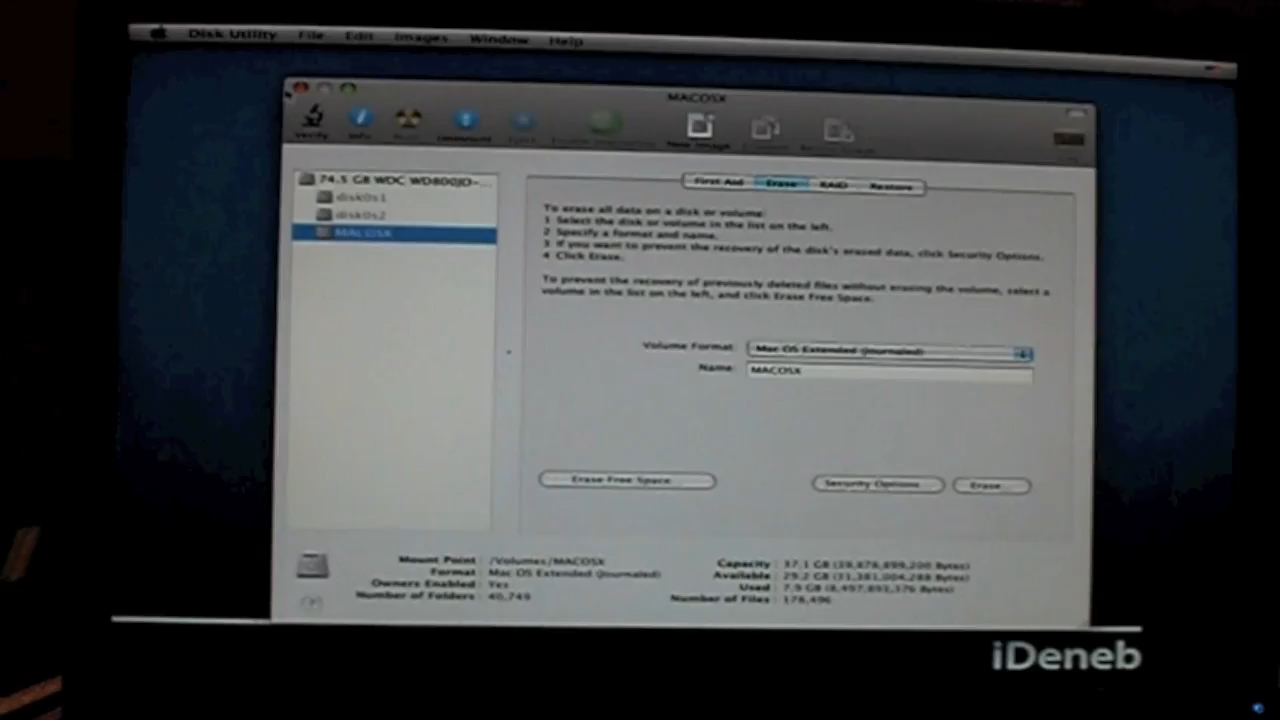 Disk Utility File Edit Images Window Help
MACOSX
Verify Info New Image
74.5 GB WDC WD800JD-...
disk0s1
disk0s2
MACOSX
First Aid Erase RAID Restore
To erase all data on a disk or volume:
1 Select the disk or volume in the list on the left.
2 Specify a format and name.
3 If you want to prevent the recovery of the disk's erased data, click Security Options.
4 Click Erase.
To prevent the recovery of previously deleted files without erasing the volume, select a
volume in the list on the left, and click Erase Free Space.
Volume Format: Mac OS Extended (Journaled)
Name: MACOSX
Erase Free Space... Security Options... Erase...
Mount Point : /Volumes/MACOSX
Format : Mac OS Extended (Journaled)
Owners Enabled : Yes
Number of Folders : 40,749
Capacity : 37.1 GB
Available : 29.2 GB
Used : 7.9 GB
Number of Files : 178,496
iDeneb